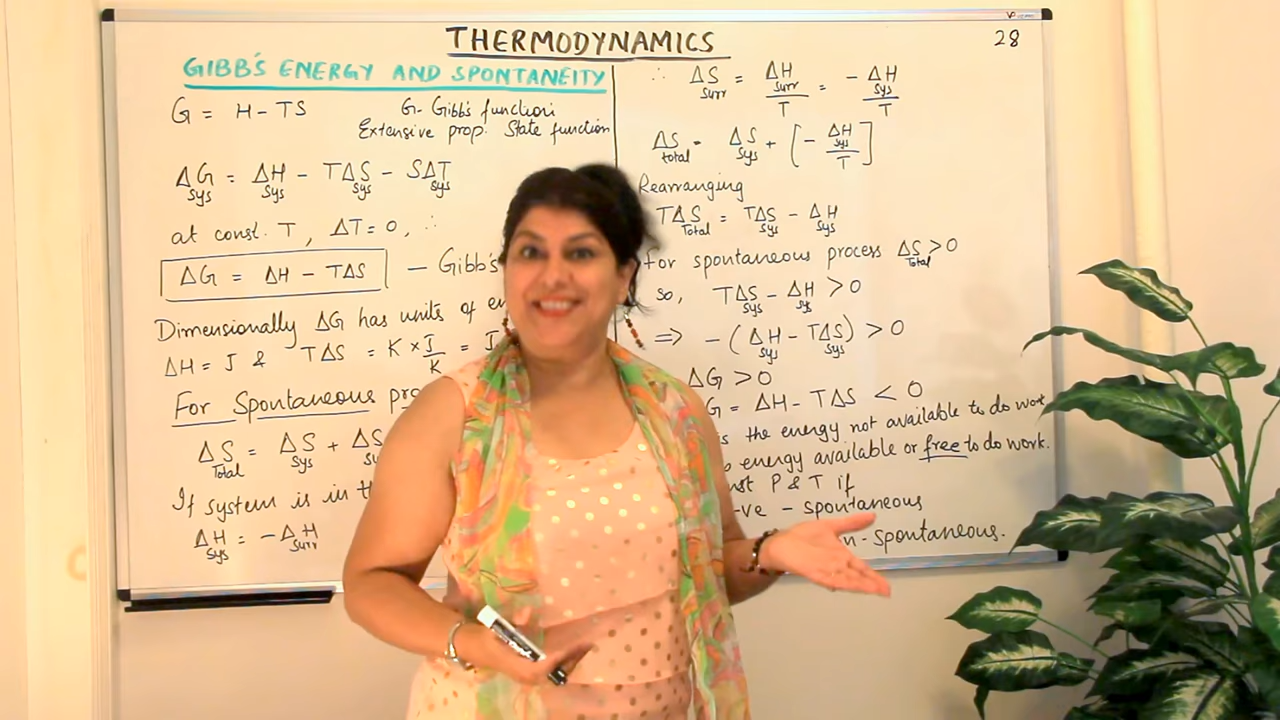 THERMODYNAMICS
28
GIBB'S ENERGY AND SPONTANEITY
G = H - TS
G - Gibb's function
Extensive prop. State function
ΔG sys = ΔH sys - TΔS sys - SΔT sys
at const. T, ΔT = 0, ∴
ΔG = ΔH - TΔS — Gibb's
Dimensionally ΔG has units of
ΔH = J & TΔS = K × J/K = J
For Spontaneous
ΔS Total = ΔS sys + ΔS
If system is in
ΔH sys = -ΔH surr
∴ ΔS surr = ΔH surr / T = -ΔH sys / T
ΔS total = ΔS sys + [-ΔH sys / T]
Rearranging
TΔS Total = TΔS sys - ΔH sys
For spontaneous process ΔS Total > 0
so, TΔS sys - ΔH sys > 0
⇒ -(ΔH sys - TΔS sys) > 0
ΔG > 0
G = ΔH - TΔS < 0
the energy not available to do work
energy available or free to do work.
P & T if
-ve - spontaneous
n-spontaneous.